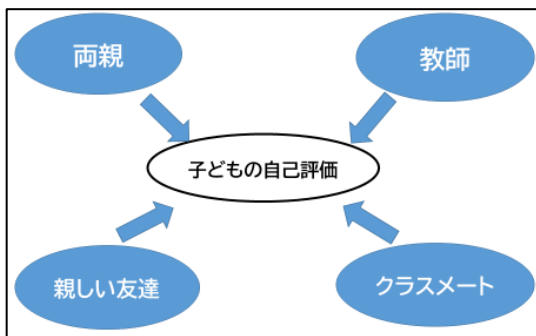 両親
教師
子どもの自己評価
親しい友達
クラスメート